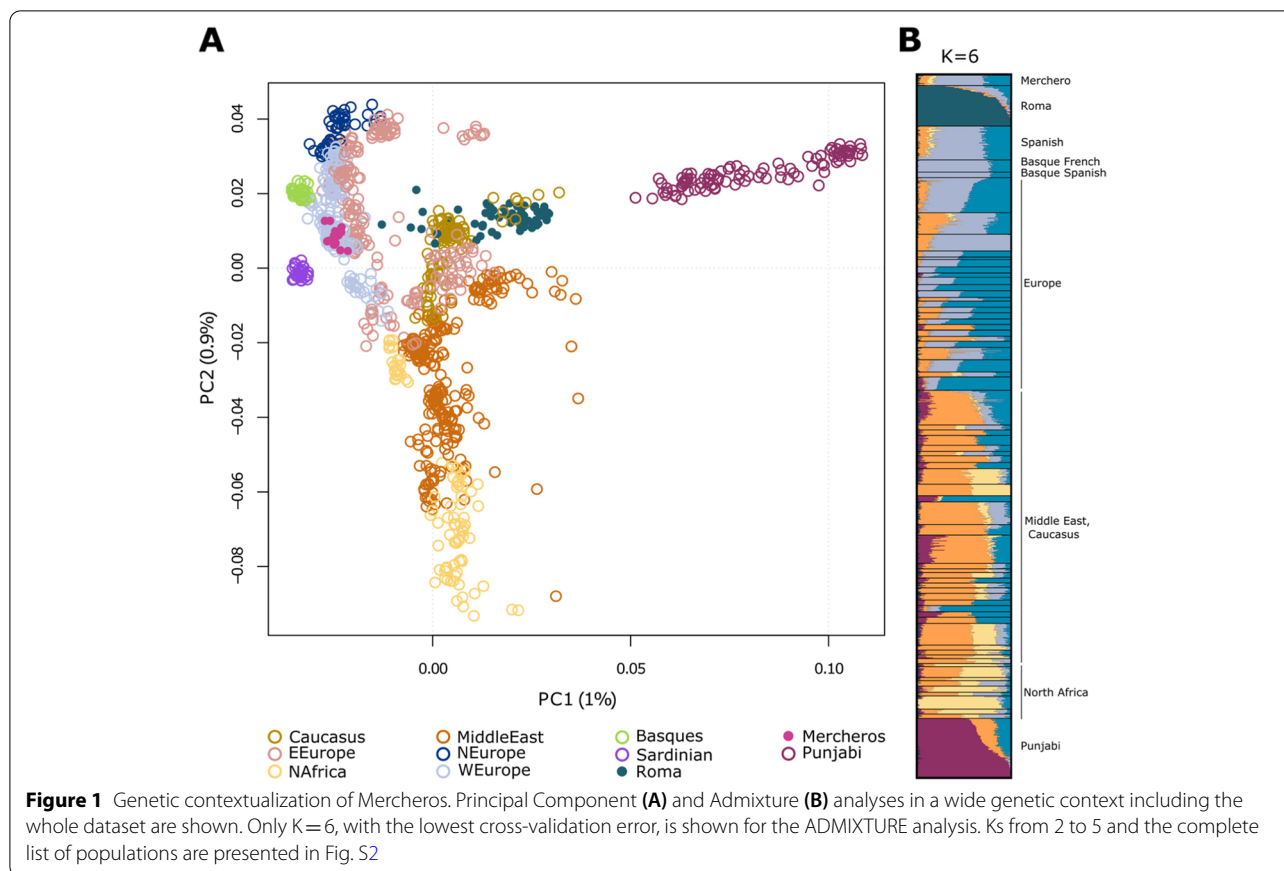 A
B
K=6
0.04
0.02
0.00
−0.02
−0.04
−0.06
−0.08
PC2 (0.9%)
0.00
0.05
0.10
PC1 (1%)
Merchero
Roma
Spanish
Basque French
Basque Spanish
Europe
Middle East,
Caucasus
North Africa
Punjabi
Caucasus
EEurope
NAfrica
MiddleEast
NEurope
WEurope
Basques
Sardinian
Roma
Mercheros
Punjabi
Figure 1 Genetic contextualization of Mercheros. Principal Component (A) and Admixture (B) analyses in a wide genetic context including the
whole dataset are shown. Only K=6, with the lowest cross-validation error, is shown for the ADMIXTURE analysis. Ks from 2 to 5 and the complete
list of populations are presented in Fig. S2